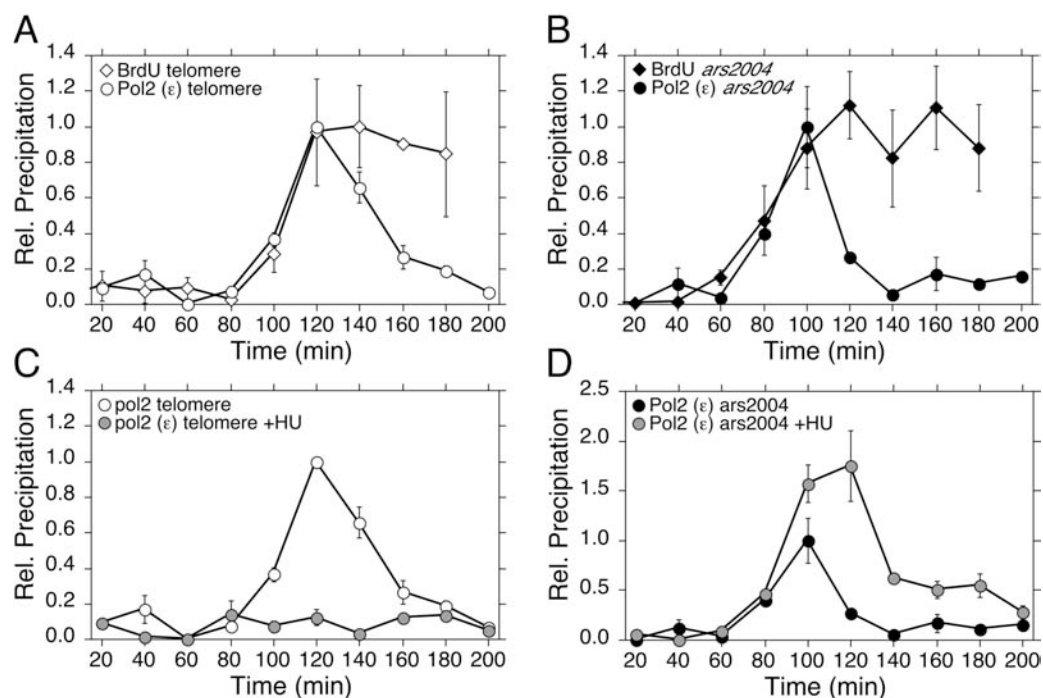 A
BrdU telomere
Pol2 (ε) telomere
Rel. Precipitation
1.4
1.2
1.0
0.8
0.6
0.4
0.2
0.0
20 40 60 80 100 120 140 160 180 200
Time (min)
B
BrdU ars2004
Pol2 (ε) ars2004
Rel. Precipitation
1.4
1.2
1.0
0.8
0.6
0.4
0.2
0.0
20 40 60 80 100 120 140 160 180 200
Time (min)
C
pol2 telomere
pol2 (ε) telomere +HU
Rel. Precipitation
1.4
1.2
1.0
0.8
0.6
0.4
0.2
0.0
20 40 60 80 100 120 140 160 180 200
Time (min)
D
Pol2 (ε) ars2004
Pol2 (ε) ars2004 +HU
Rel. Precipitation
2.5
2.0
1.5
1.0
0.5
0.0
20 40 60 80 100 120 140 160 180 200
Time (min)